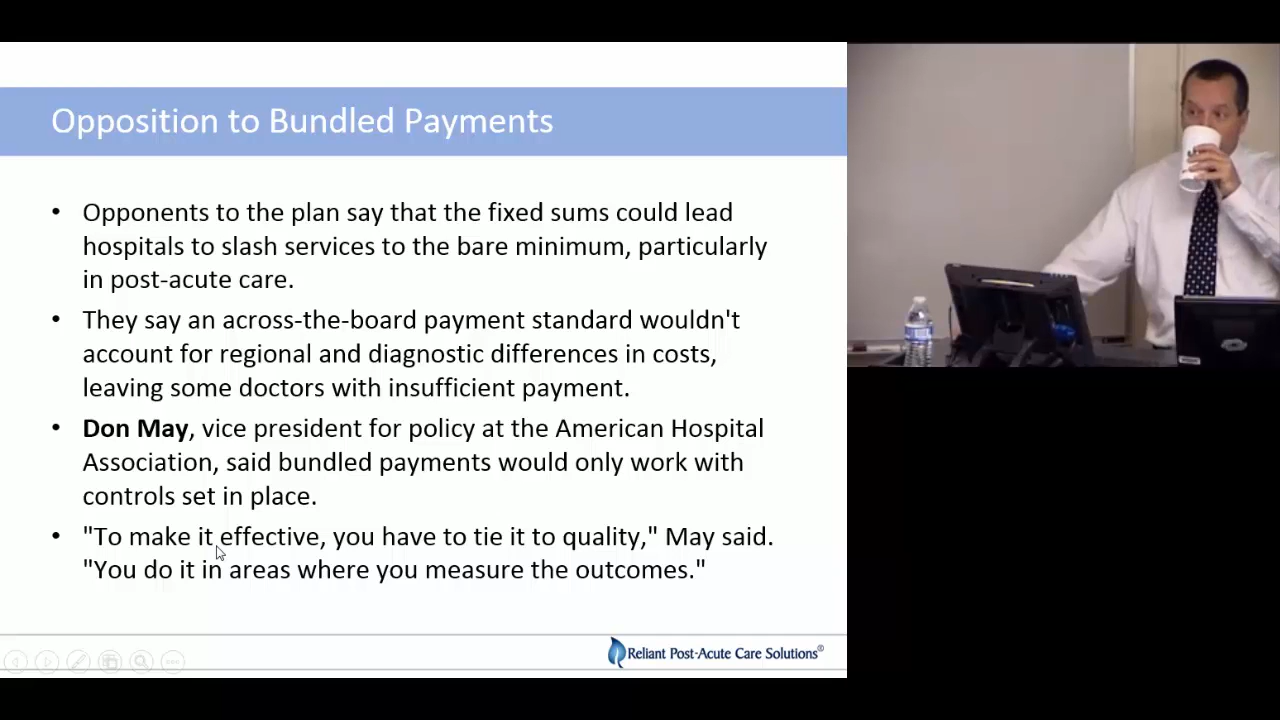 Opposition to Bundled Payments
• Opponents to the plan say that the fixed sums could lead
hospitals to slash services to the bare minimum, particularly
in post-acute care.
• They say an across-the-board payment standard wouldn't
account for regional and diagnostic differences in costs,
leaving some doctors with insufficient payment.
• Don May, vice president for policy at the American Hospital
Association, said bundled payments would only work with
controls set in place.
• "To make it effective, you have to tie it to quality," May said.
"You do it in areas where you measure the outcomes."
Reliant Post-Acute Care Solutions®